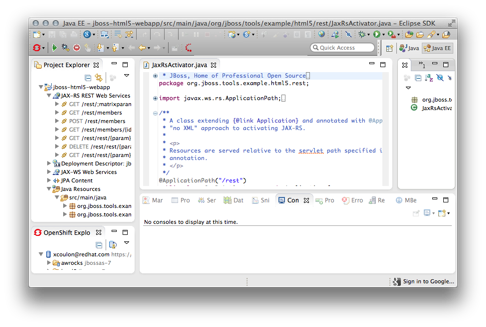 Java EE - jboss-html5-webapp/src/main/java/org/jboss/tools/example/html5/rest/JaxRsActivator.java - Eclipse SDK
Quick Access
Java
Java EE
Project Explorer
jboss-html5-webapp
JAX-RS REST Web Services
GET /rest/:matrixparam
GET /rest/members
POST /rest/members
GET /rest/members/{id
GET /rest/rest/{param}
DELETE /rest/rest/{par
GET /rest/rest/{param}
Deployment Descriptor: jb
JAX-WS Web Services
JPA Content
Java Resources
src/main/java
org.jboss.tools.exan
org.jboss.tools.exan
OpenShift Explo
xcoulon@redhat.com https:/
awrocks jbossas-7
JaxRsActivator.java
* JBoss, Home of Professional Open Source
package org.jboss.tools.example.html5.rest;
import javax.ws.rs.ApplicationPath;
/**
* A class extending {@link Application} and annotated with @App
* "no XML" approach to activating JAX-RS.
*
* <p>
* Resources are served relative to the servlet path specified i
* annotation.
* </p>
*/
@ApplicationPath("/rest")
org.jboss.to
JaxRsActiv
Mar
Pro
Ser
Dat
Sni
Con
Pro
Erro
Re
MBe
No consoles to display at this time.
Sign in to Google...